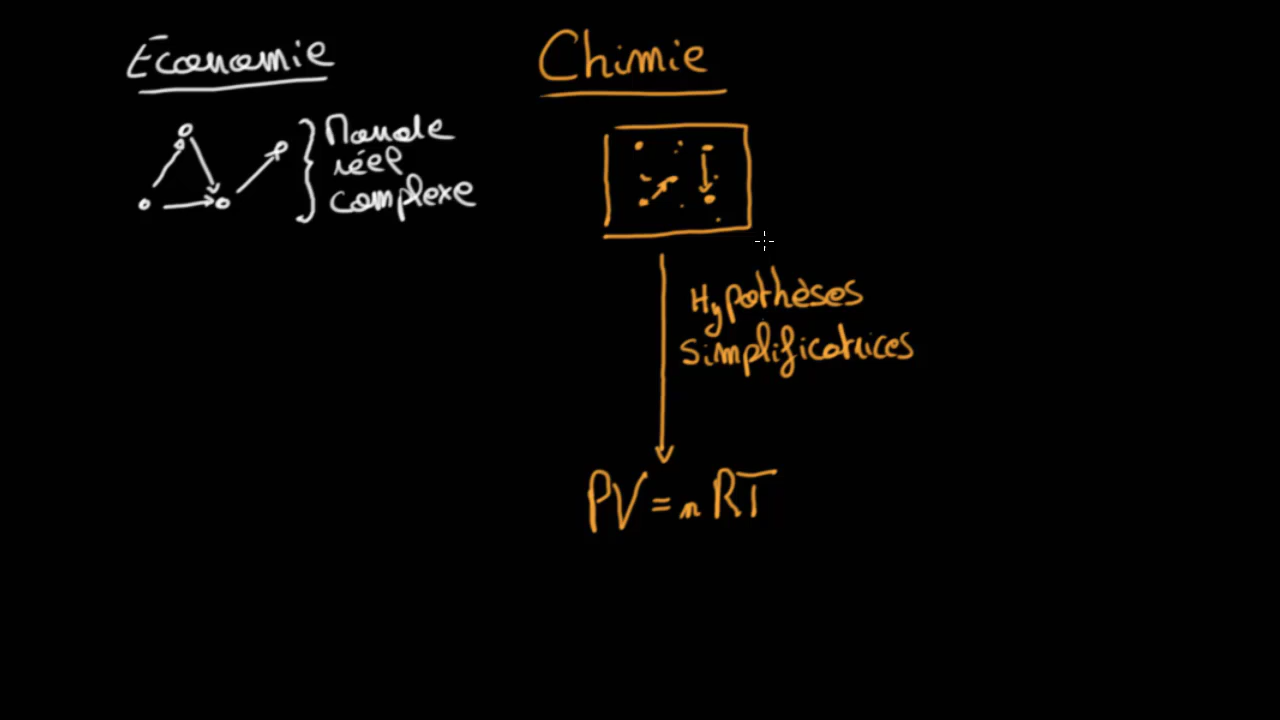 Economie
Monde
réel
complexe
Chimie
Hypothèses
simplificatrices
PV = nRT